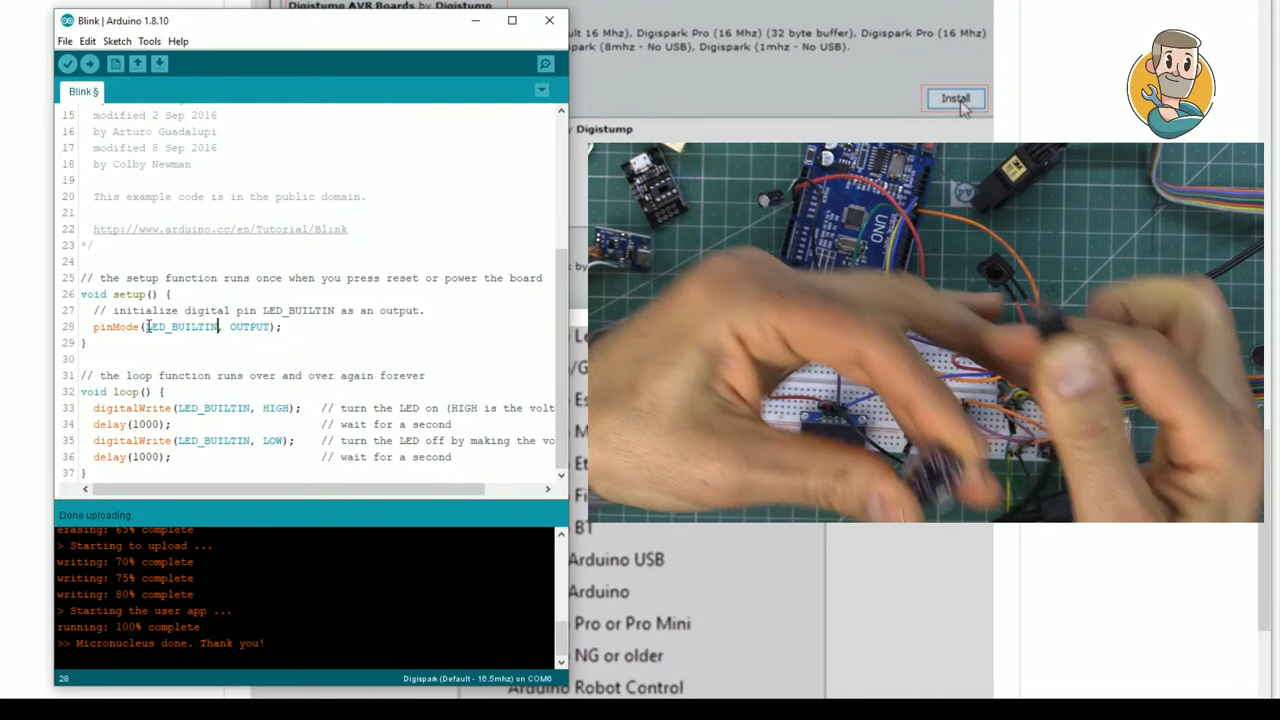 Digistump AVR Boards by Digistump
Blink | Arduino 1.8.10
File Edit Sketch Tools Help
ult 16 Mhz), Digispark Pro (16 Mhz) (32 byte buffer), Digispark Pro (16 Mhz)
park (8mhz - No USB), Digispark (1mhz - No USB).
Install
Digistump
Blink §
15 modified 2 Sep 2016
16 by Arturo Guadalupi
17 modified 8 Sep 2016
18 by Colby Newman
19
20 This example code is in the public domain.
21
22 http://www.arduino.cc/en/Tutorial/Blink
23 */
24
25 // the setup function runs once when you press reset or power the board
26 void setup() {
27 // initialize digital pin LED_BUILTIN as an output.
28 pinMode(LED_BUILTIN, OUTPUT);
29 }
30
31 // the loop function runs over and over again forever
32 void loop() {
33 digitalWrite(LED_BUILTIN, HIGH); // turn the LED on (HIGH is the volt
34 delay(1000); // wait for a second
35 digitalWrite(LED_BUILTIN, LOW); // turn the LED off by making the vo
36 delay(1000); // wait for a second
37 }
Done uploading.
erasing: 65% complete
> Starting to upload ...
writing: 70% complete
writing: 75% complete
writing: 80% complete
> Starting the user app ...
running: 100% complete
>> Micronucleus done. Thank you!
28 Digispark (Default - 16.5mhz) on COM6
UNO
A4
BT
Arduino USB
Arduino
Pro or Pro Mini
NG or older
Arduino Robot Control